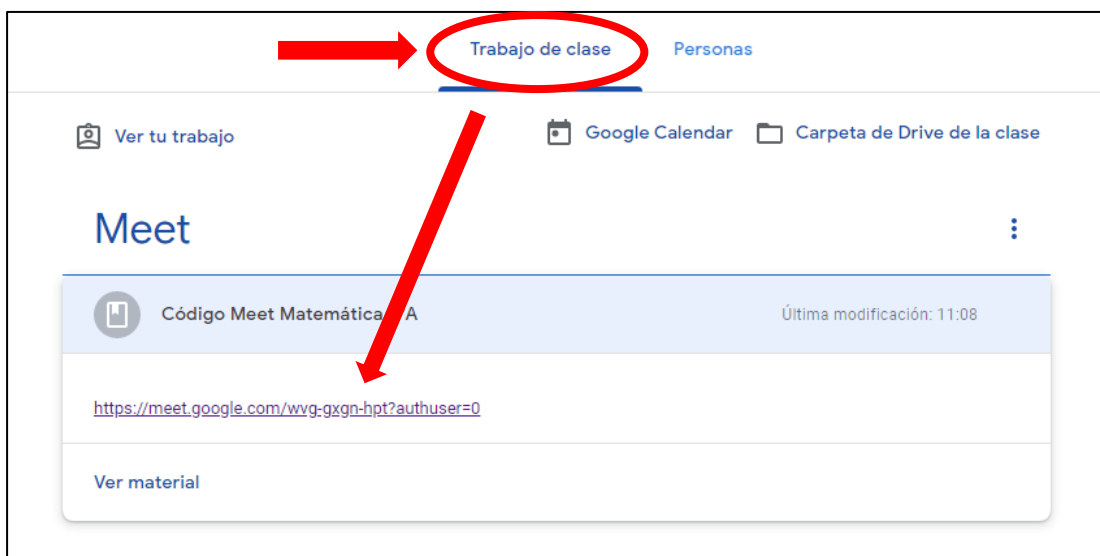 Trabajo de clase Personas
Ver tu trabajo Google Calendar Carpeta de Drive de la clase
Meet
Código Meet Matemática A Última modificación: 11:08
https://meet.google.com/wvg-gxgn-hpt?authuser=0
Ver material